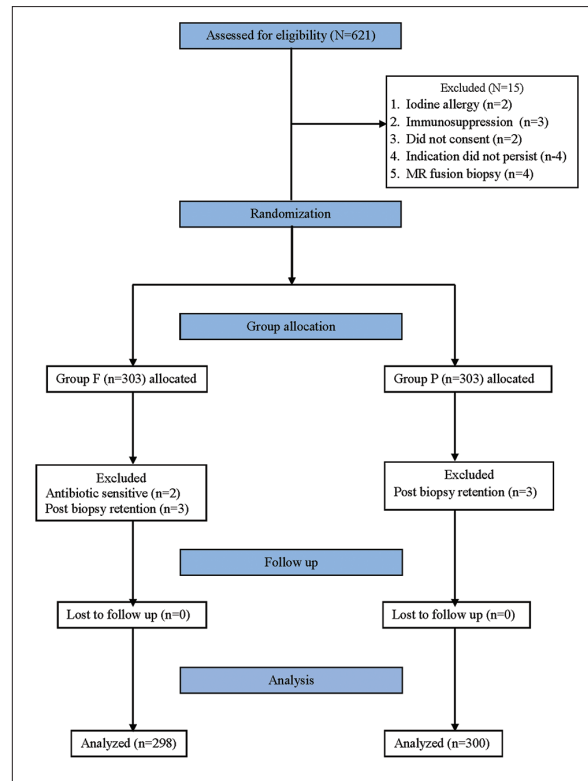 Assessed for eligibility (N=621)
Excluded (N=15)
1. Iodine allergy (n=2)
2. Immunosuppression (n=3)
3. Did not consent (n=2)
4. Indication did not persist (n-4)
5. MR fusion biopsy (n=4)
Randomization
Group allocation
Group F (n=303) allocated
Group P (n=303) allocated
Excluded
Antibiotic sensitive (n=2)
Post biopsy retention (n=3)
Excluded
Post biopsy retention (n=3)
Follow up
Lost to follow up (n=0)
Lost to follow up (n=0)
Analysis
Analyzed (n=298)
Analyzed (n=300)